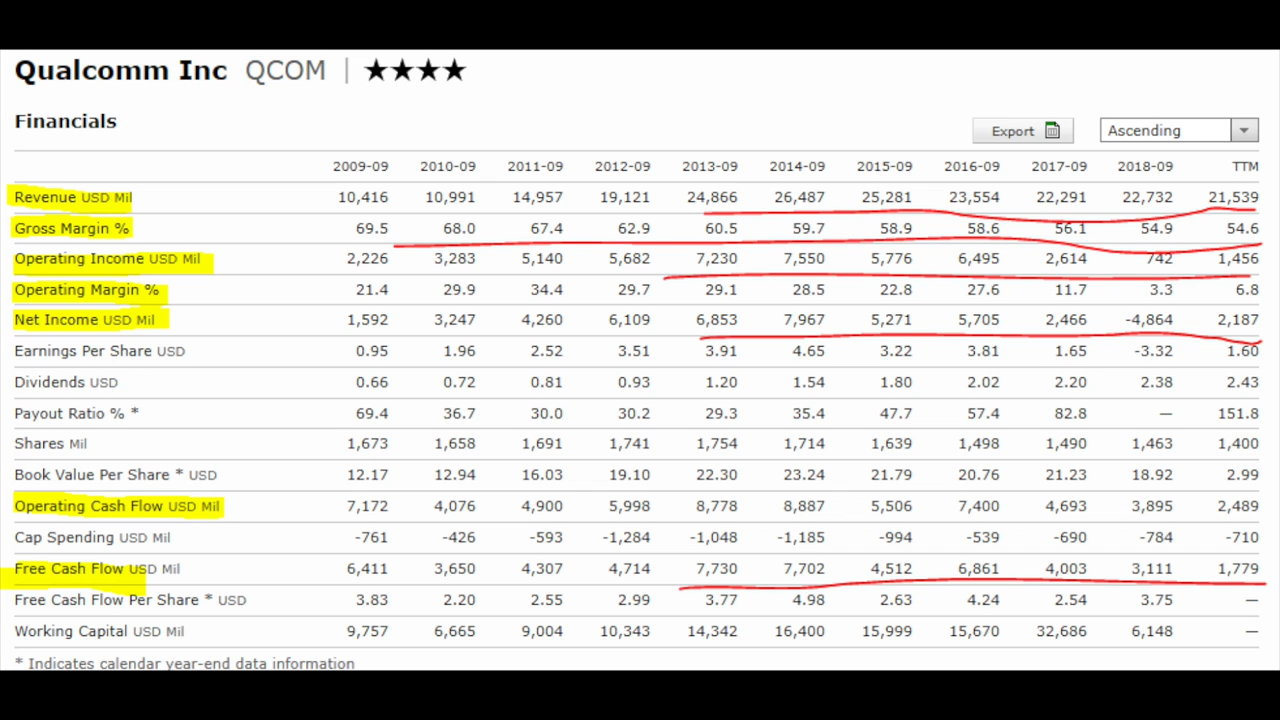 Qualcomm Inc QCOM | ★★★★
Financials
Export Ascending
2009-09 2010-09 2011-09 2012-09 2013-09 2014-09 2015-09 2016-09 2017-09 2018-09 TTM
Revenue USD Mil 10,416 10,991 14,957 19,121 24,866 26,487 25,281 23,554 22,291 22,732 21,539
Gross Margin % 69.5 68.0 67.4 62.9 60.5 59.7 58.9 58.6 56.1 54.9 54.6
Operating Income USD Mil 2,226 3,283 5,140 5,682 7,230 7,550 5,776 6,495 2,614 742 1,456
Operating Margin % 21.4 29.9 34.4 29.7 29.1 28.5 22.8 27.6 11.7 3.3 6.8
Net Income USD Mil 1,592 3,247 4,260 6,109 6,853 7,967 5,271 5,705 2,466 -4,864 2,187
Earnings Per Share USD 0.95 1.96 2.52 3.51 3.91 4.65 3.22 3.81 1.65 -3.32 1.60
Dividends USD 0.66 0.72 0.81 0.93 1.20 1.54 1.80 2.02 2.20 2.38 2.43
Payout Ratio % * 69.4 36.7 30.0 30.2 29.3 35.4 47.7 57.4 82.8 — 151.8
Shares Mil 1,673 1,658 1,691 1,741 1,754 1,714 1,639 1,498 1,490 1,463 1,400
Book Value Per Share * USD 12.17 12.94 16.03 19.10 22.30 23.24 21.79 20.76 21.23 18.92 2.99
Operating Cash Flow USD Mil 7,172 4,076 4,900 5,998 8,778 8,887 5,506 7,400 4,693 3,895 2,489
Cap Spending USD Mil -761 -426 -593 -1,284 -1,048 -1,185 -994 -539 -690 -784 -710
Free Cash Flow USD Mil 6,411 3,650 4,307 4,714 7,730 7,702 4,512 6,861 4,003 3,111 1,779
Free Cash Flow Per Share * USD 3.83 2.20 2.55 2.99 3.77 4.98 2.63 4.24 2.54 3.75 —
Working Capital USD Mil 9,757 6,665 9,004 10,343 14,342 16,400 15,999 15,670 32,686 6,148 —
* Indicates calendar year-end data information